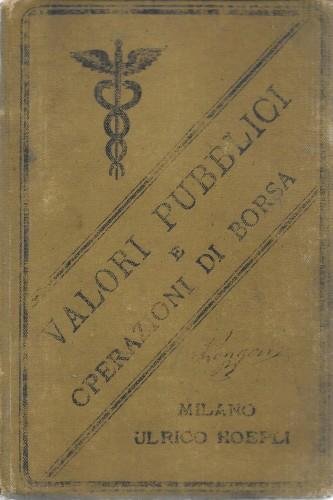 VALORI PUBBLICI
E
OPERAZIONI DI BORSA
MILANO
ULRICO HOEPLI